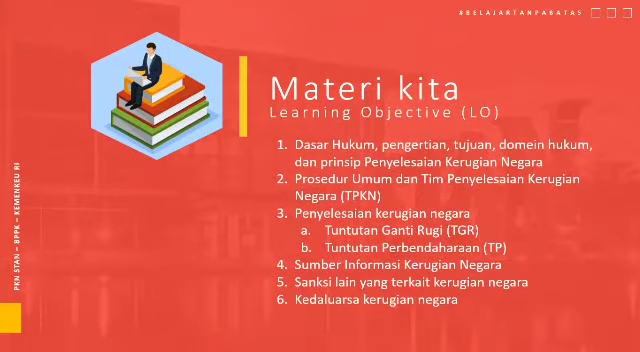 #BELAJARTANPABATAS
Materi kita
Learning Objective (LO)
1. Dasar Hukum, pengertian, tujuan, domein hukum,
dan prinsip Penyelesaian Kerugian Negara
2. Prosedur Umum dan Tim Penyelesaian Kerugian
Negara (TPKN)
3. Penyelesaian kerugian negara
a. Tuntutan Ganti Rugi (TGR)
b. Tuntutan Perbendaharaan (TP)
4. Sumber Informasi Kerugian Negara
5. Sanksi lain yang terkait kerugian negara
6. Kedaluarsa kerugian negara
PKN STAN – BPPK – KEMENKEU RI